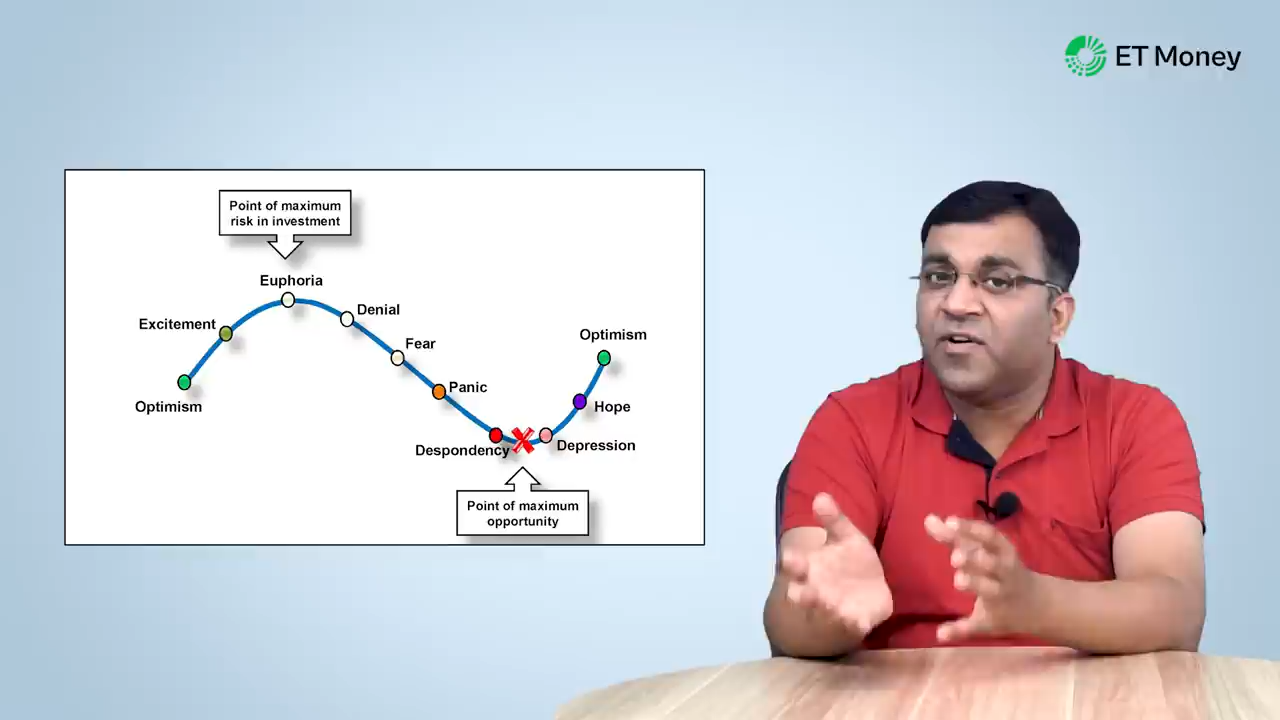 ET Money
Point of maximum
risk in investment
Euphoria
Denial
Excitement
Optimism
Fear
Panic
Optimism
Hope
Despondency
Depression
Point of maximum
opportunity